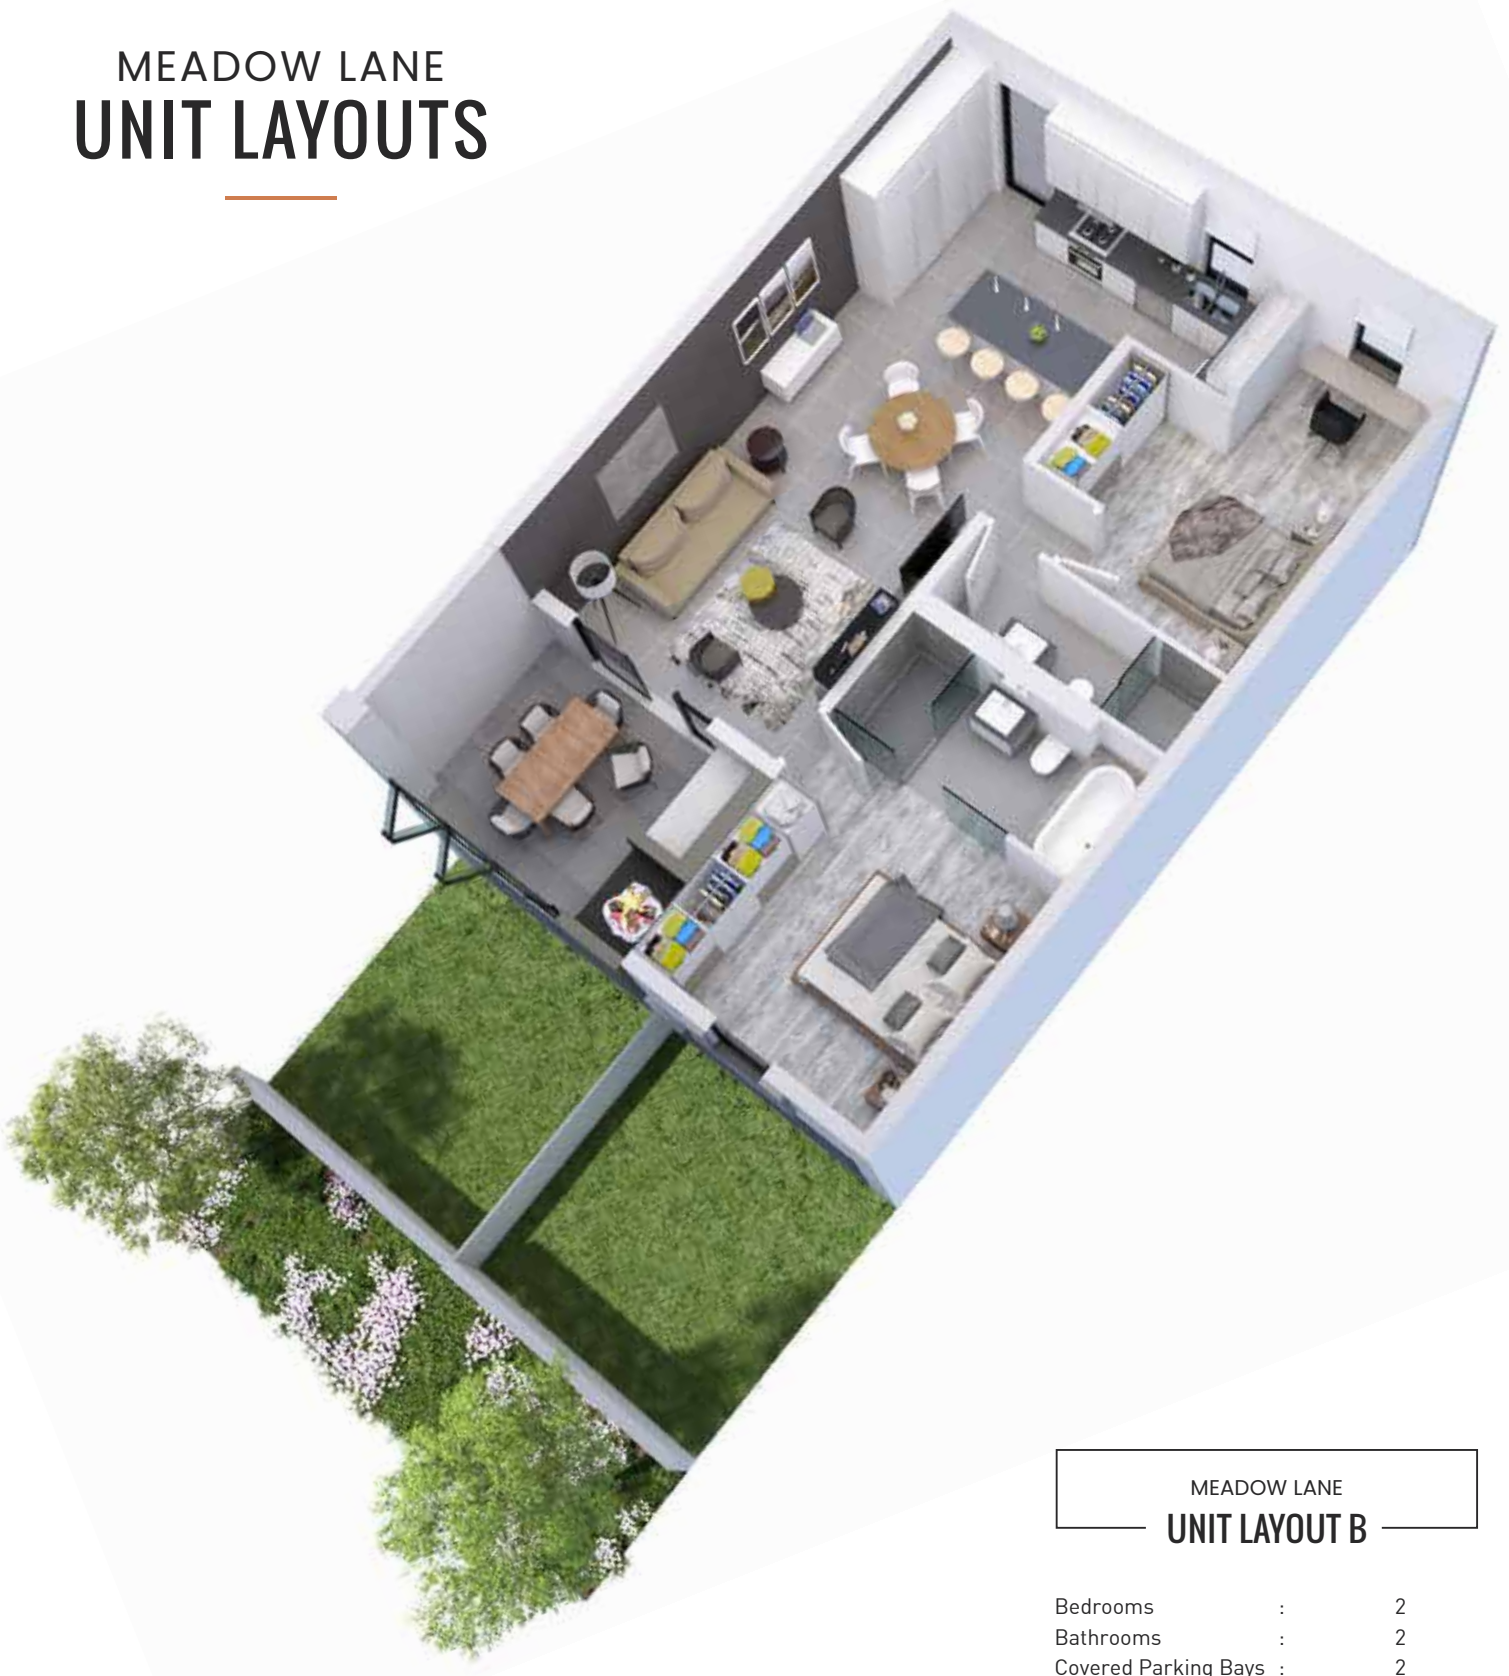 MEADOW LANE
UNIT LAYOUTS
MEADOW LANE
UNIT LAYOUT B
Bedrooms : 2
Bathrooms : 2
Covered Parking Bays : 2